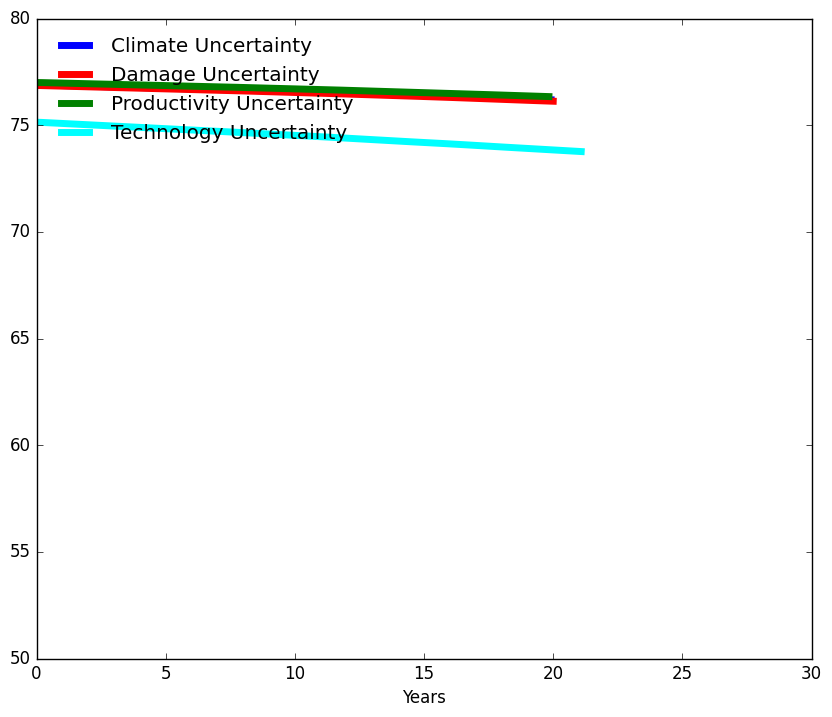 80
Climate Uncertainty
Damage Uncertainty
Productivity Uncertainty
Technology Uncertainty
75
70
65
60
55
50
0 5 10 15 20 25 30
Years